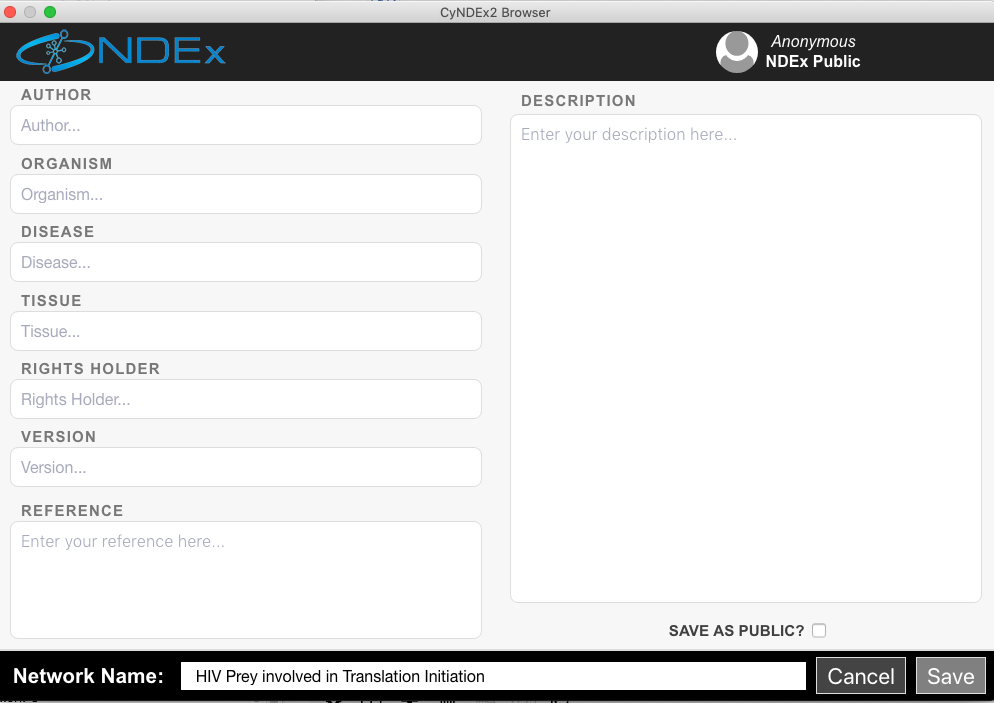 CyNDEx2 Browser
NDEx
Anonymous
NDEx Public
AUTHOR
Author...
ORGANISM
Organism...
DISEASE
Disease...
TISSUE
Tissue...
RIGHTS HOLDER
Rights Holder...
VERSION
Version...
REFERENCE
Enter your reference here...
DESCRIPTION
Enter your description here...
SAVE AS PUBLIC?
Network Name:
HIV Prey involved in Translation Initiation
Cancel
Save